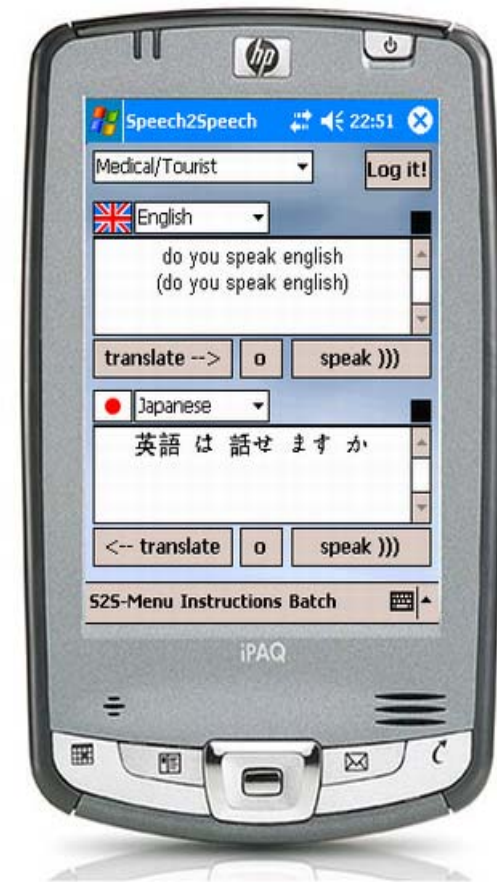 hp
Speech2Speech 22:51
Medical/Tourist Log it!
English
do you speak english
(do you speak english)
translate --> o speak )))
Japanese
英語 は 話せ ます か
<-- translate o speak )))
S2S-Menu Instructions Batch
iPAQ